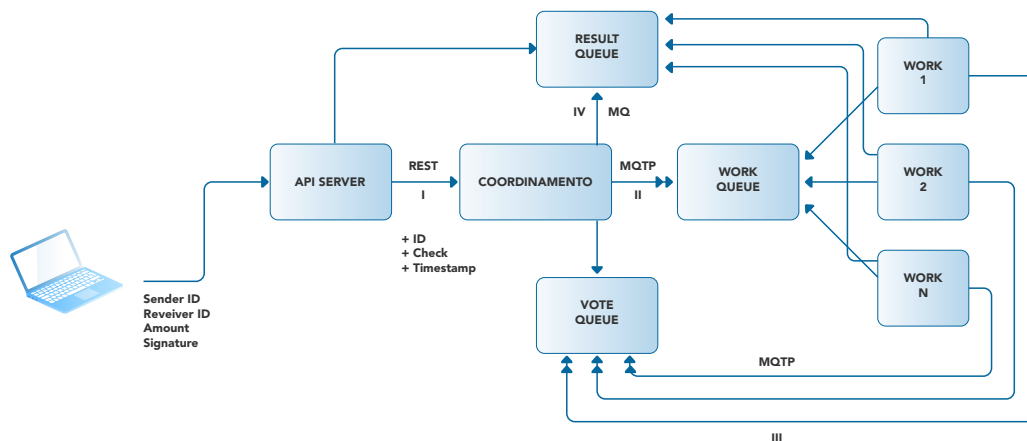 RESULT
QUEUE
WORK
1
IV
MQ
REST
I
API SERVER
COORDINAMENTO
MQTP
II
WORK
QUEUE
WORK
2
+ ID
+ Check
+ Timestamp
WORK
N
Sender ID
Reveiver ID
Amount
Signature
VOTE
QUEUE
MQTP
III